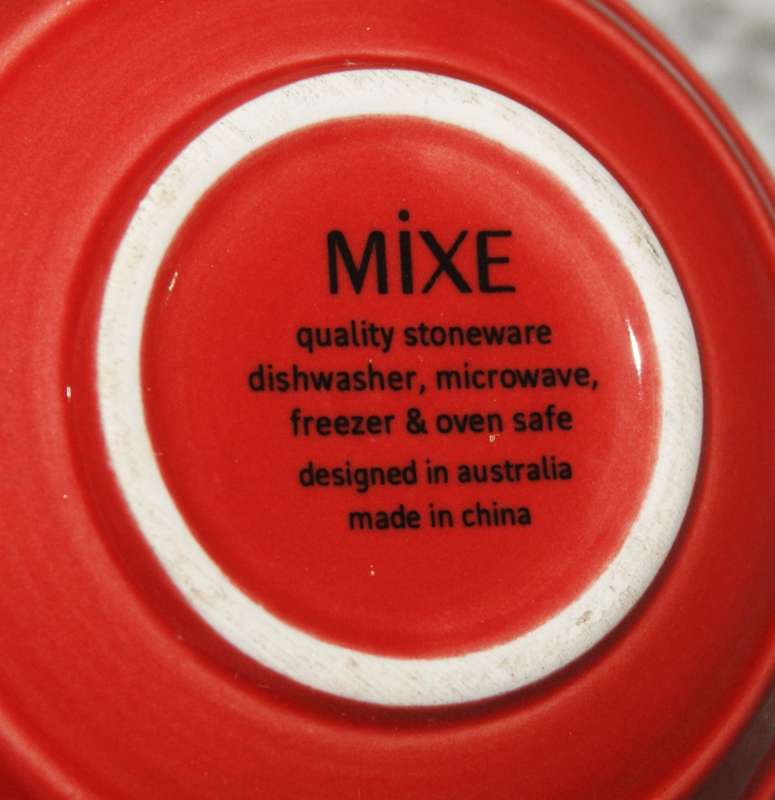 MiXE
quality stoneware
dishwasher, microwave,
freezer & oven safe
designed in australia
made in china